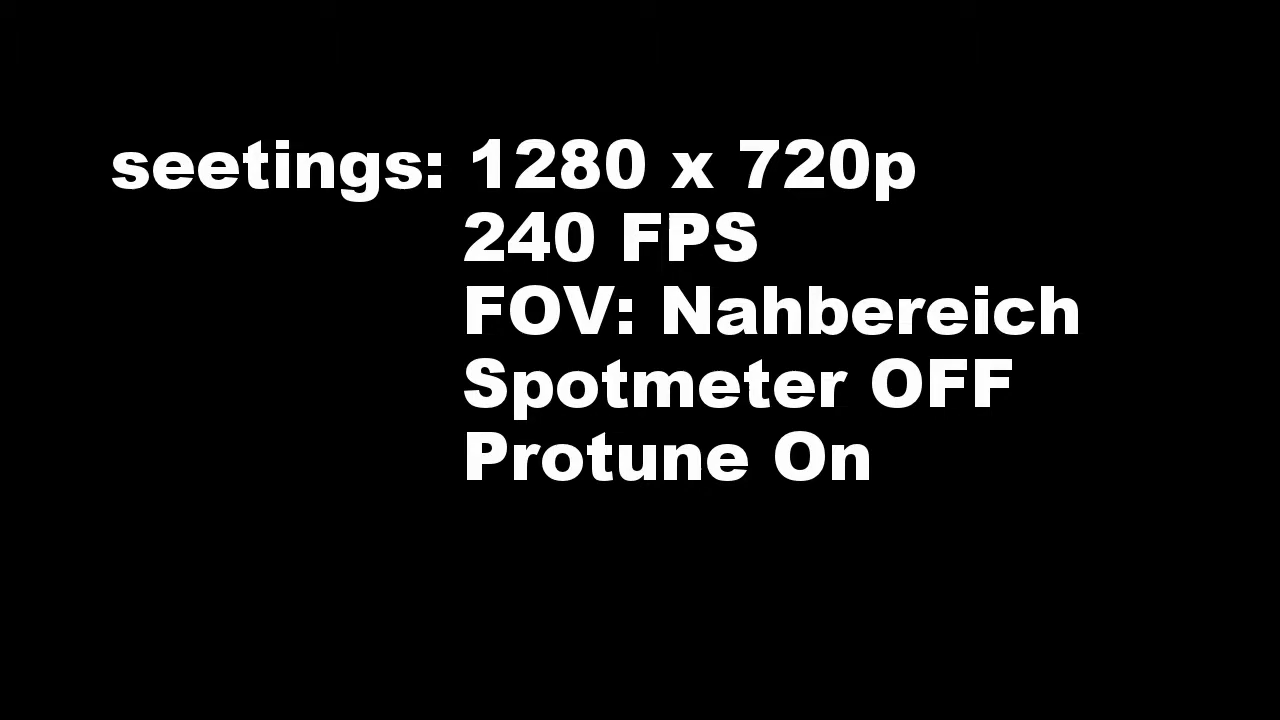 seetings: 1280 x 720p
240 FPS
FOV: Nahbereich
Spotmeter OFF
Protune On